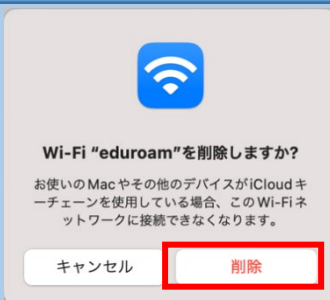 Wi-Fi “eduroam”を削除しますか?
お使いのMacやその他のデバイスがiCloudキ
ーチェーンを使用している場合、このWi-Fiネ
ットワークに接続できなくなります。
キャンセル
削除